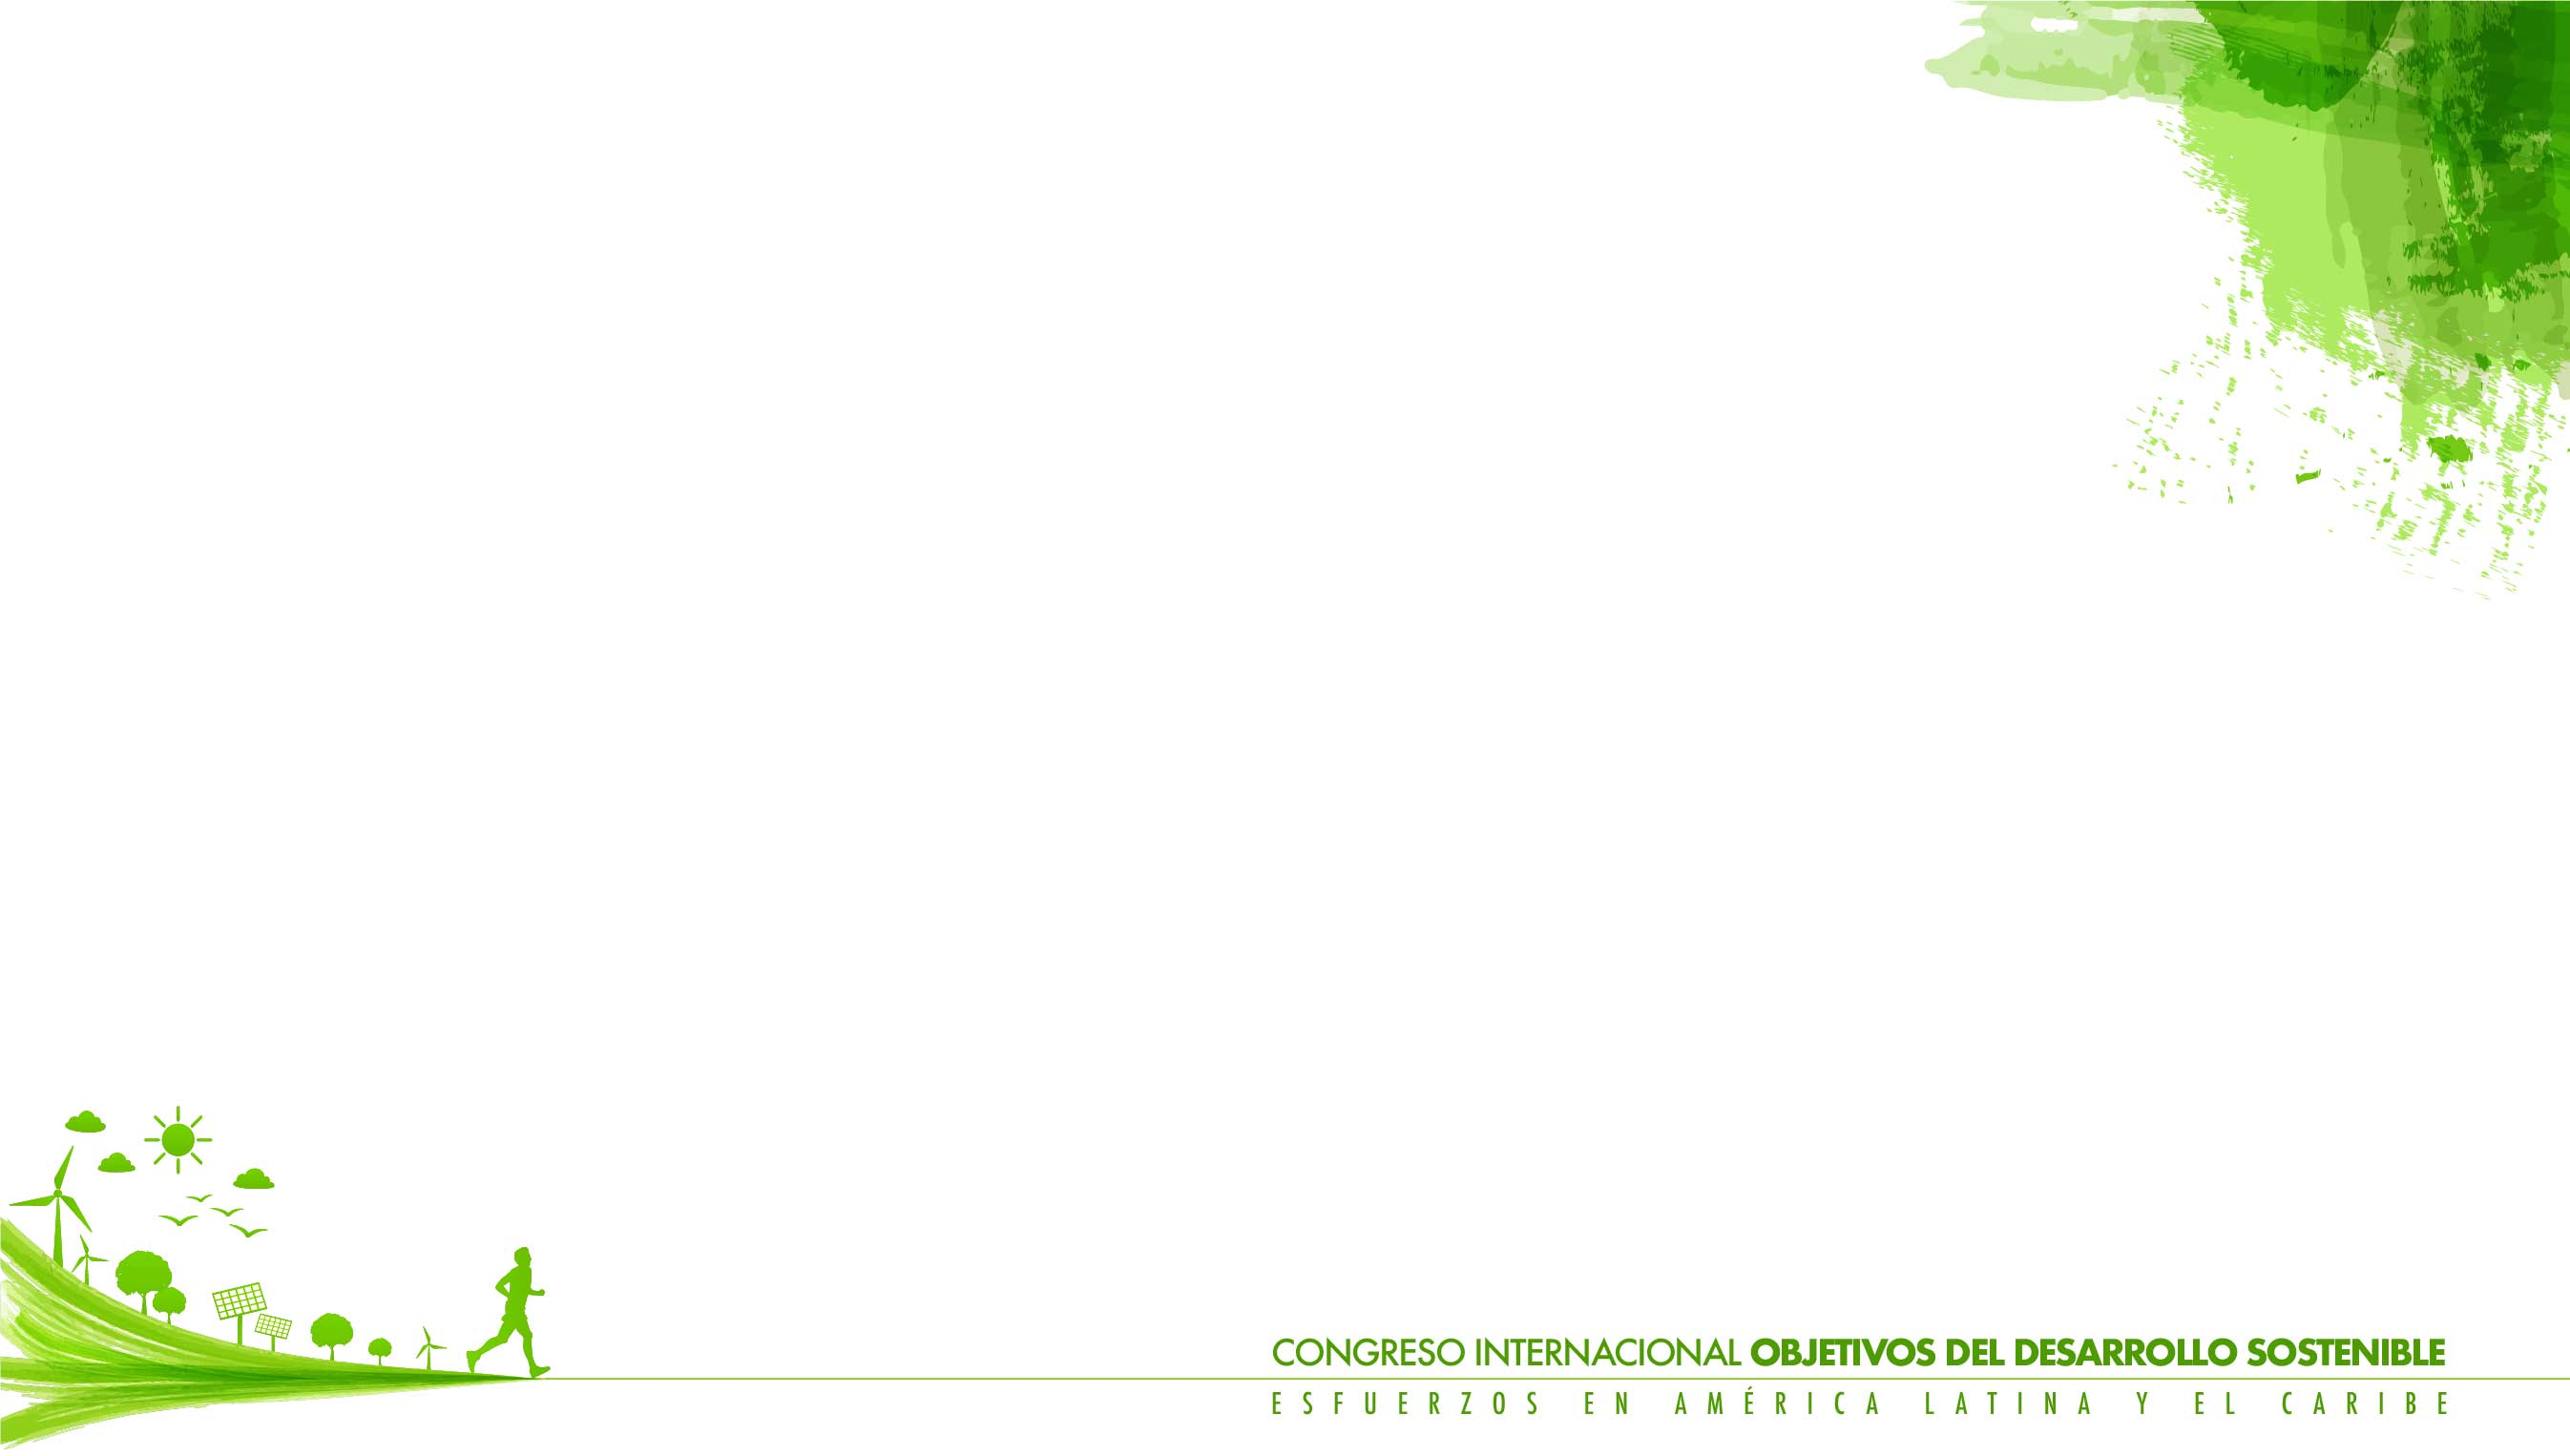 CONGRESO INTERNACIONAL OBJETIVOS DEL DESARROLLO SOSTENIBLE
ESFUERZOS EN AMÉRICA LATINA Y EL CARIBE